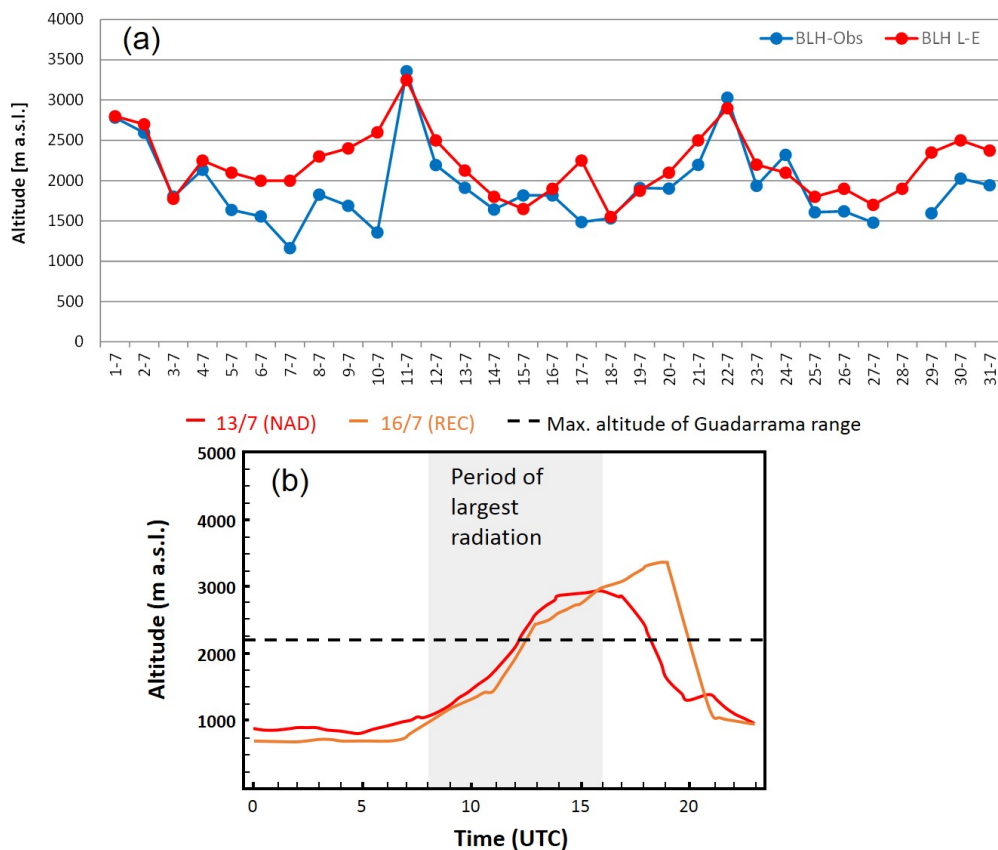 (a)
BLH-Obs BLH L-E
Altitude [m a.s.l.]
4000
3500
3000
2500
2000
1500
1000
500
0
1-7 2-7 3-7 4-7 5-7 6-7 7-7 8-7 9-7 10-7 11-7 12-7 13-7 14-7 15-7 16-7 17-7 18-7 19-7 20-7 21-7 22-7 23-7 24-7 25-7 26-7 27-7 28-7 29-7 30-7 31-7
13/7 (NAD) 16/7 (REC) Max. altitude of Guadarrama range
(b)
Period of
largest
radiation
Altitude (m a.s.l.)
5000
4000
3000
2000
1000
0 5 10 15 20
Time (UTC)